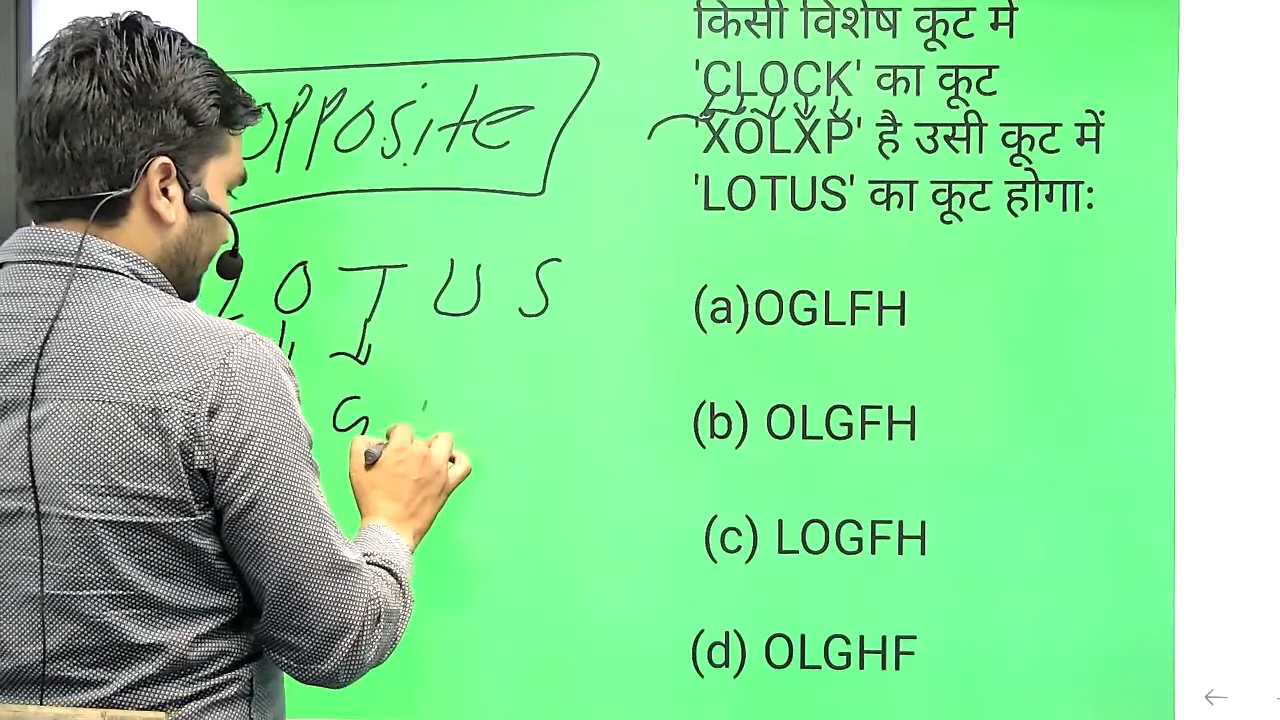 किसी विशेष कूट में
'CLOCK' का कूट
'XOLXP' है उसी कूट में
'LOTUS' का कूट होगाः
(a)OGLFH
(b) OLGFH
(c) LOGFH
(d) OLGHF
opposite
L O T U S
G